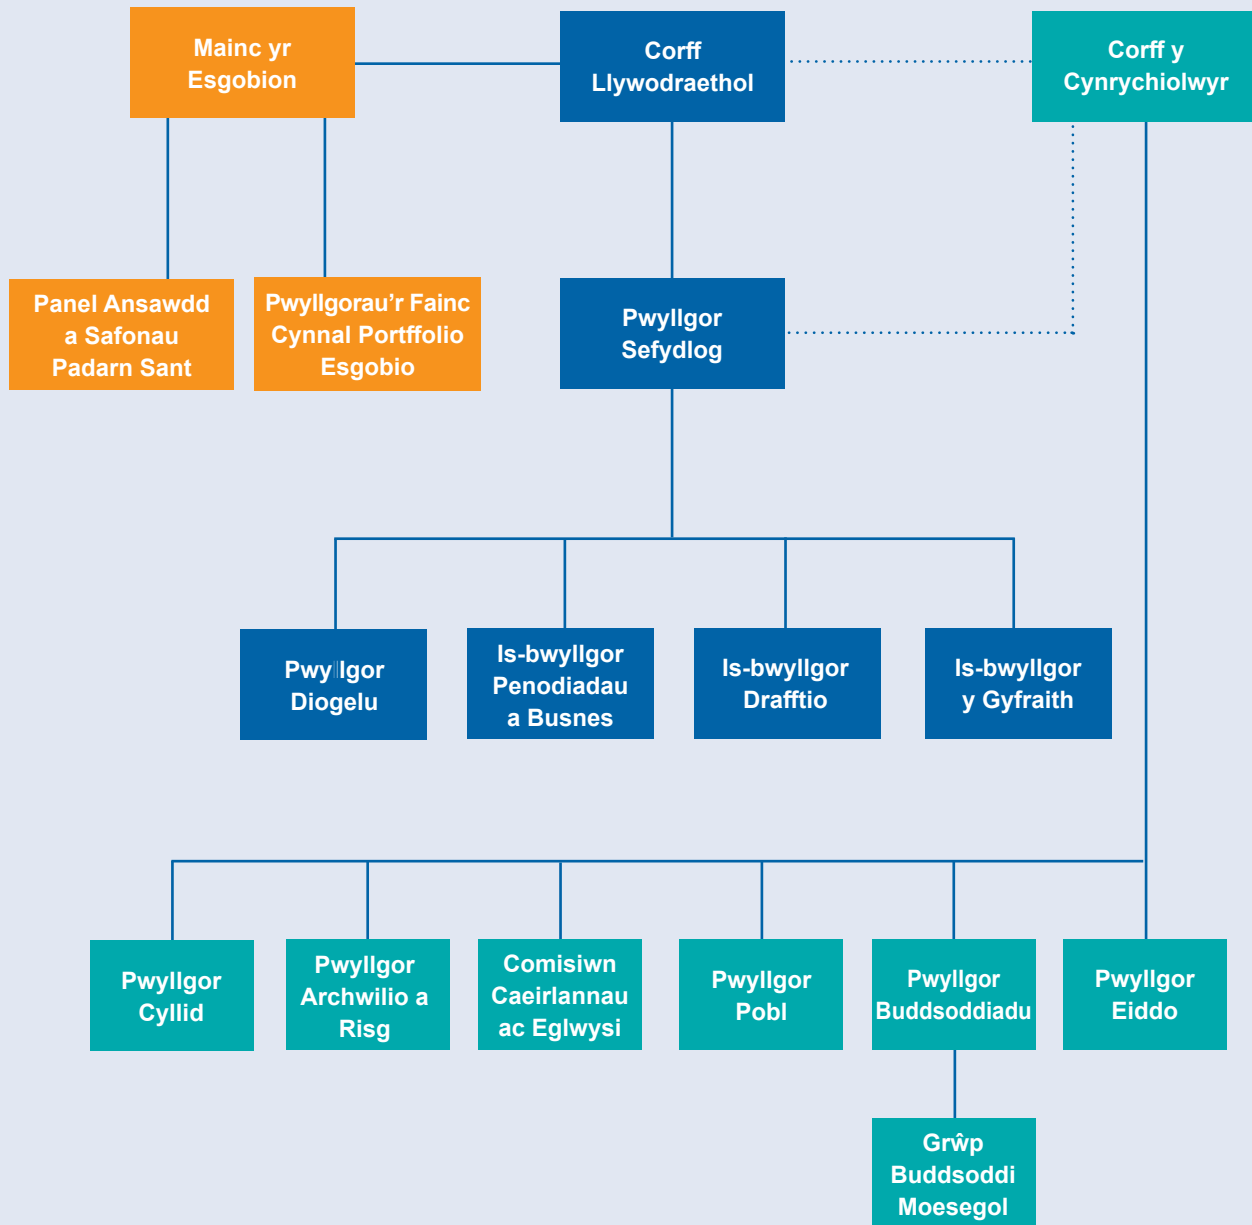 Mainc yr
Esgobion
Corff
Llywodraethol
Corff y
Cynrychiolwyr
Panel Ansawdd
a Safonau
Padarn Sant
Pwyllgorau’r Fainc
Cynnal Portffolio
Esgobio
Pwyllgor
Sefydlog
Pwyllgor
Diogelu
Is-bwyllgor
Penodiadau
a Busnes
Is-bwyllgor
Drafftio
Is-bwyllgor
y Gyfraith
Pwyllgor
Cyllid
Pwyllgor
Archwilio a
Risg
Comisiwn
Caeirlannau
ac Eglwysi
Pwyllgor
Pobl
Pwyllgor
Buddsoddiadu
Pwyllgor
Eiddo
Grŵp
Buddsoddi
Moesegol